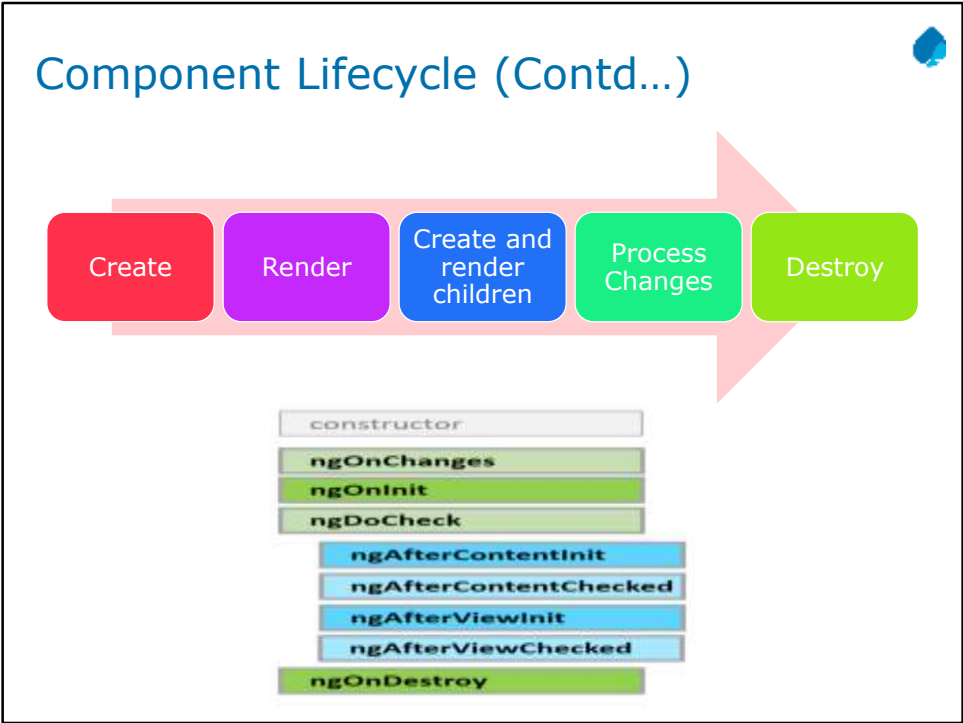 Component Lifecycle (Contd…)
Create
Render
Create and
render
children
Process
Changes
Destroy
constructor
ngOnChanges
ngOnInit
ngDoCheck
ngAfterContentInit
ngAfterContentChecked
ngAfterViewInit
ngAfterViewChecked
ngOnDestroy